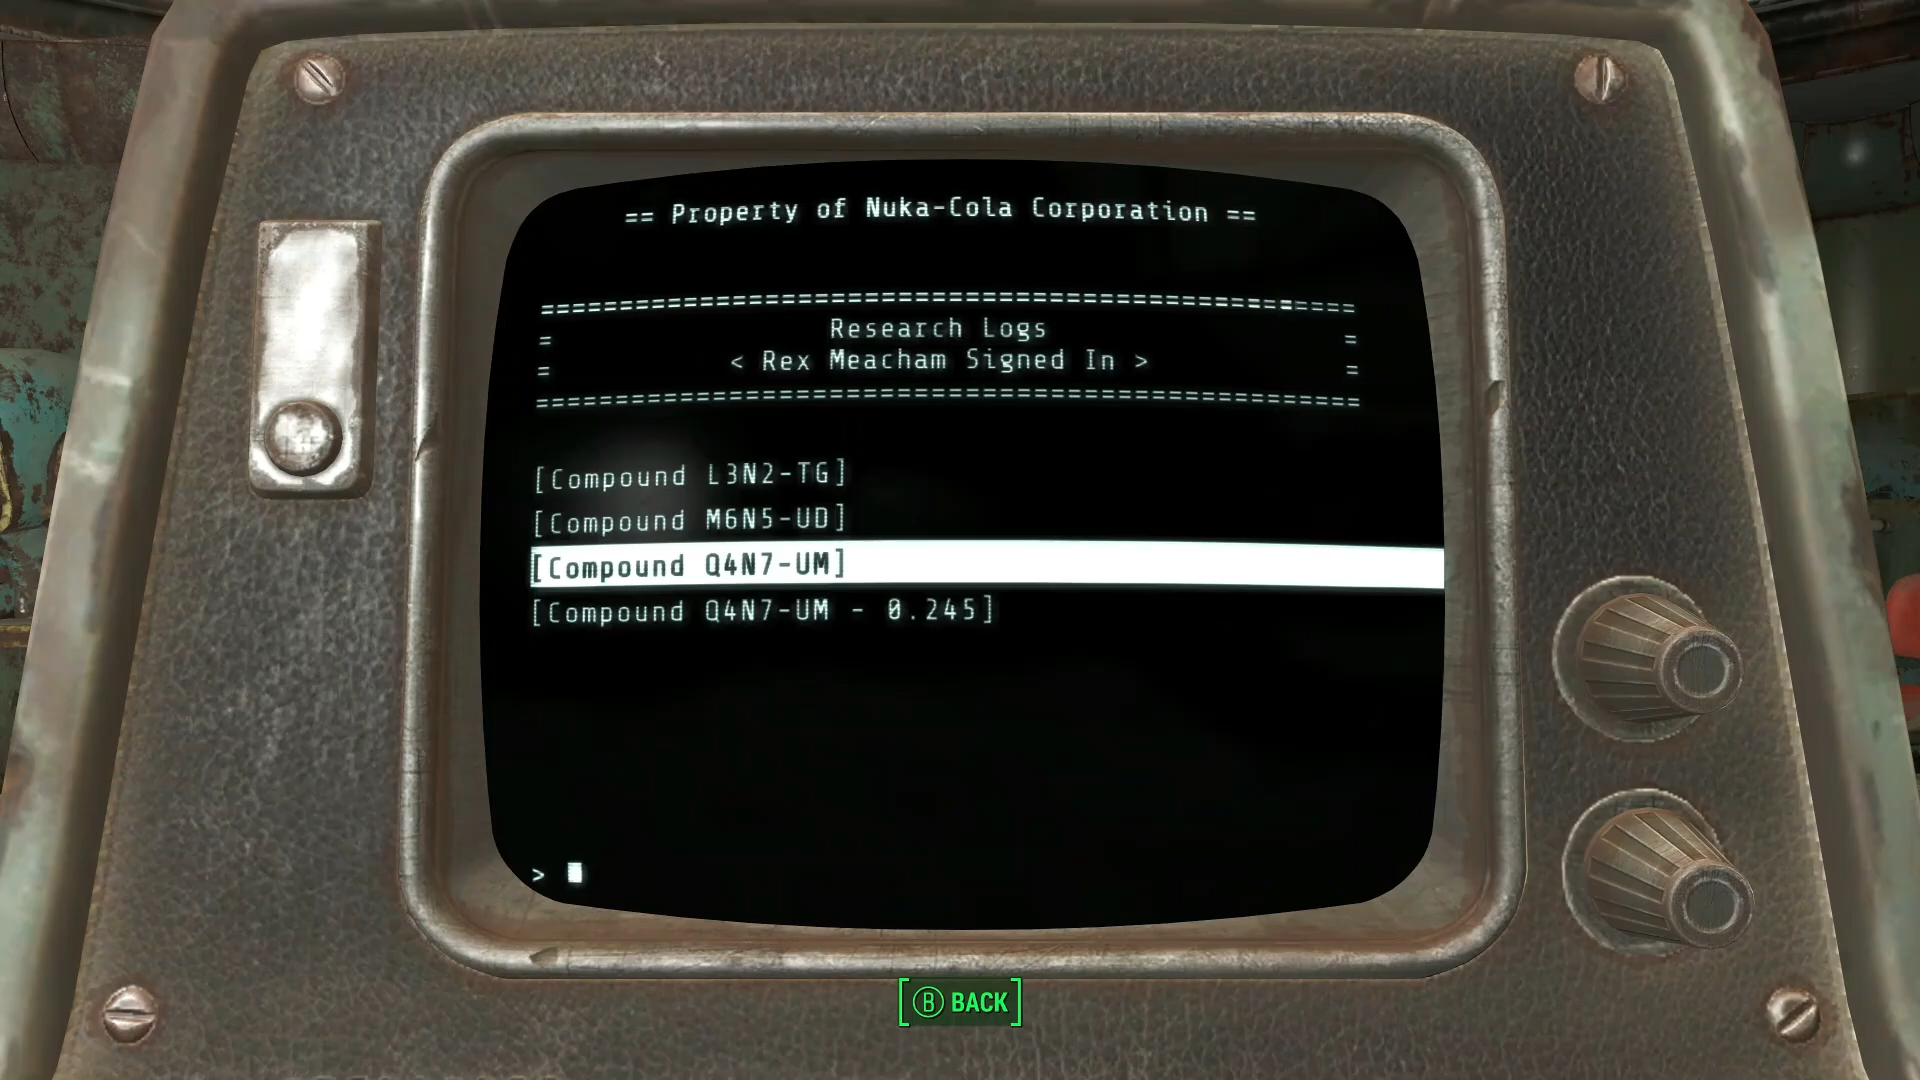 == Property of Nuka-Cola Corporation ==
==================================================
= Research Logs =
= < Rex Meacham Signed In > =
==================================================
[Compound L3N2-TG]
[Compound M6N5-UD]
[Compound Q4N7-UM]
[Compound Q4N7-UM - 0.245]
>
[Ⓑ BACK]